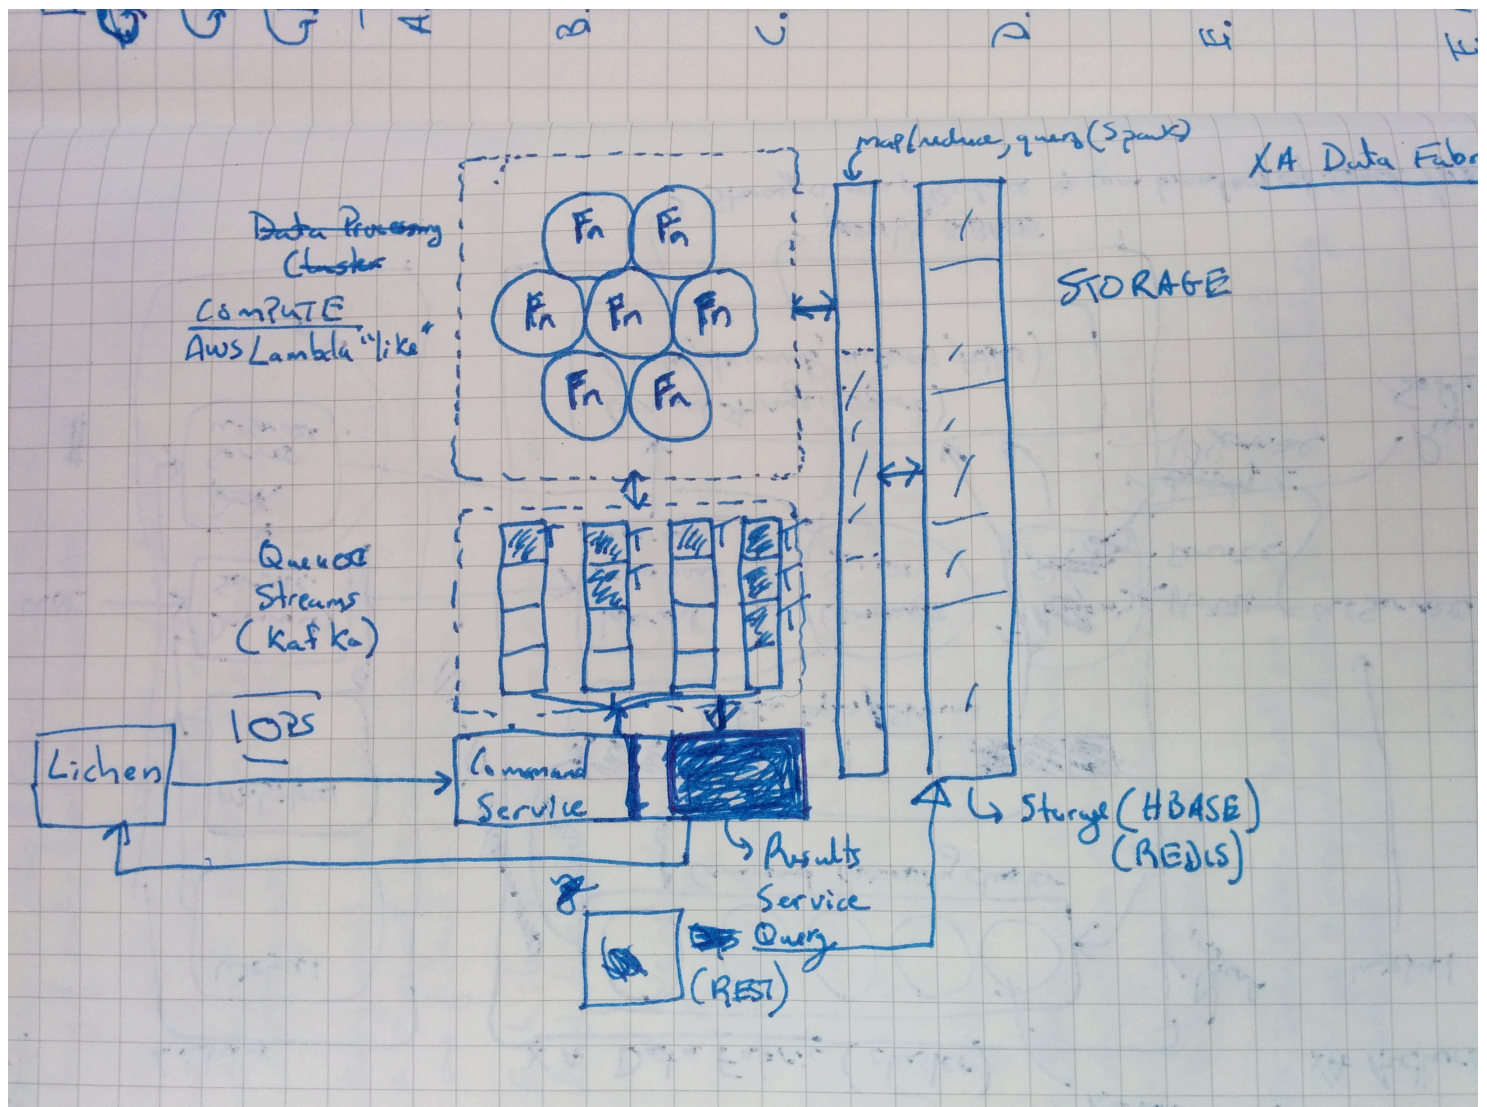 A. B. C. D. E.
map/reduce, query (Spark)
XA Data Fabr
Data Processing
Cluster
COMPUTE
AWS Lambda "like"
Fn Fn
Fn Fn Fn
Fn Fn
STORAGE
Queues
Streams
(Kafka)
T T T T
T T
T
Lichen
Command
Service
Storage (HBASE)
(REDIS)
Results
Service
Query
(REST)